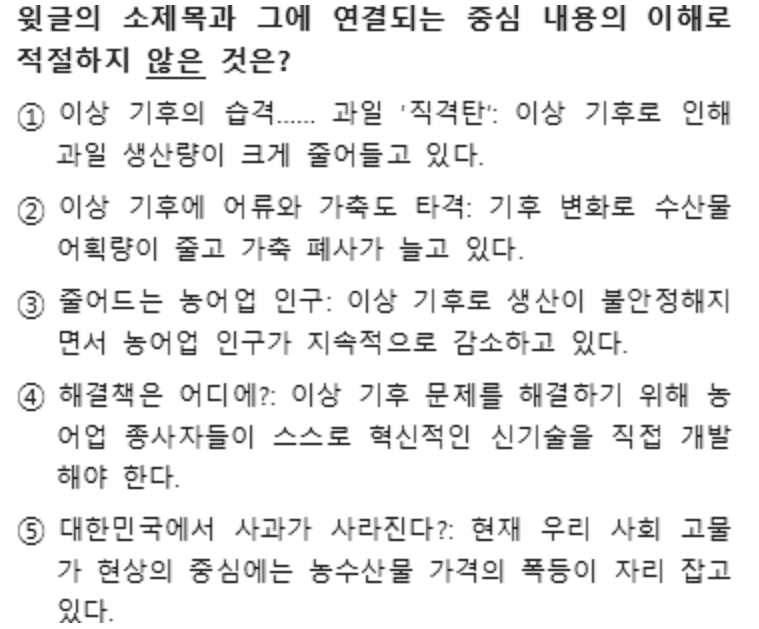 윗글의 소제목과 그에 연결되는 중심 내용의 이해로
적절하지 않은 것은?
① 이상 기후의 습격…… 과일 '직격탄': 이상 기후로 인해
과일 생산량이 크게 줄어들고 있다.
② 이상 기후에 어류와 가축도 타격: 기후 변화로 수산물
어획량이 줄고 가축 폐사가 늘고 있다.
③ 줄어드는 농어업 인구: 이상 기후로 생산이 불안정해지
면서 농어업 인구가 지속적으로 감소하고 있다.
④ 해결책은 어디에?: 이상 기후 문제를 해결하기 위해 농
어업 종사자들이 스스로 혁신적인 신기술을 직접 개발
해야 한다.
⑤ 대한민국에서 사과가 사라진다?: 현재 우리 사회 고물
가 현상의 중심에는 농수산물 가격의 폭등이 자리 잡고
있다.